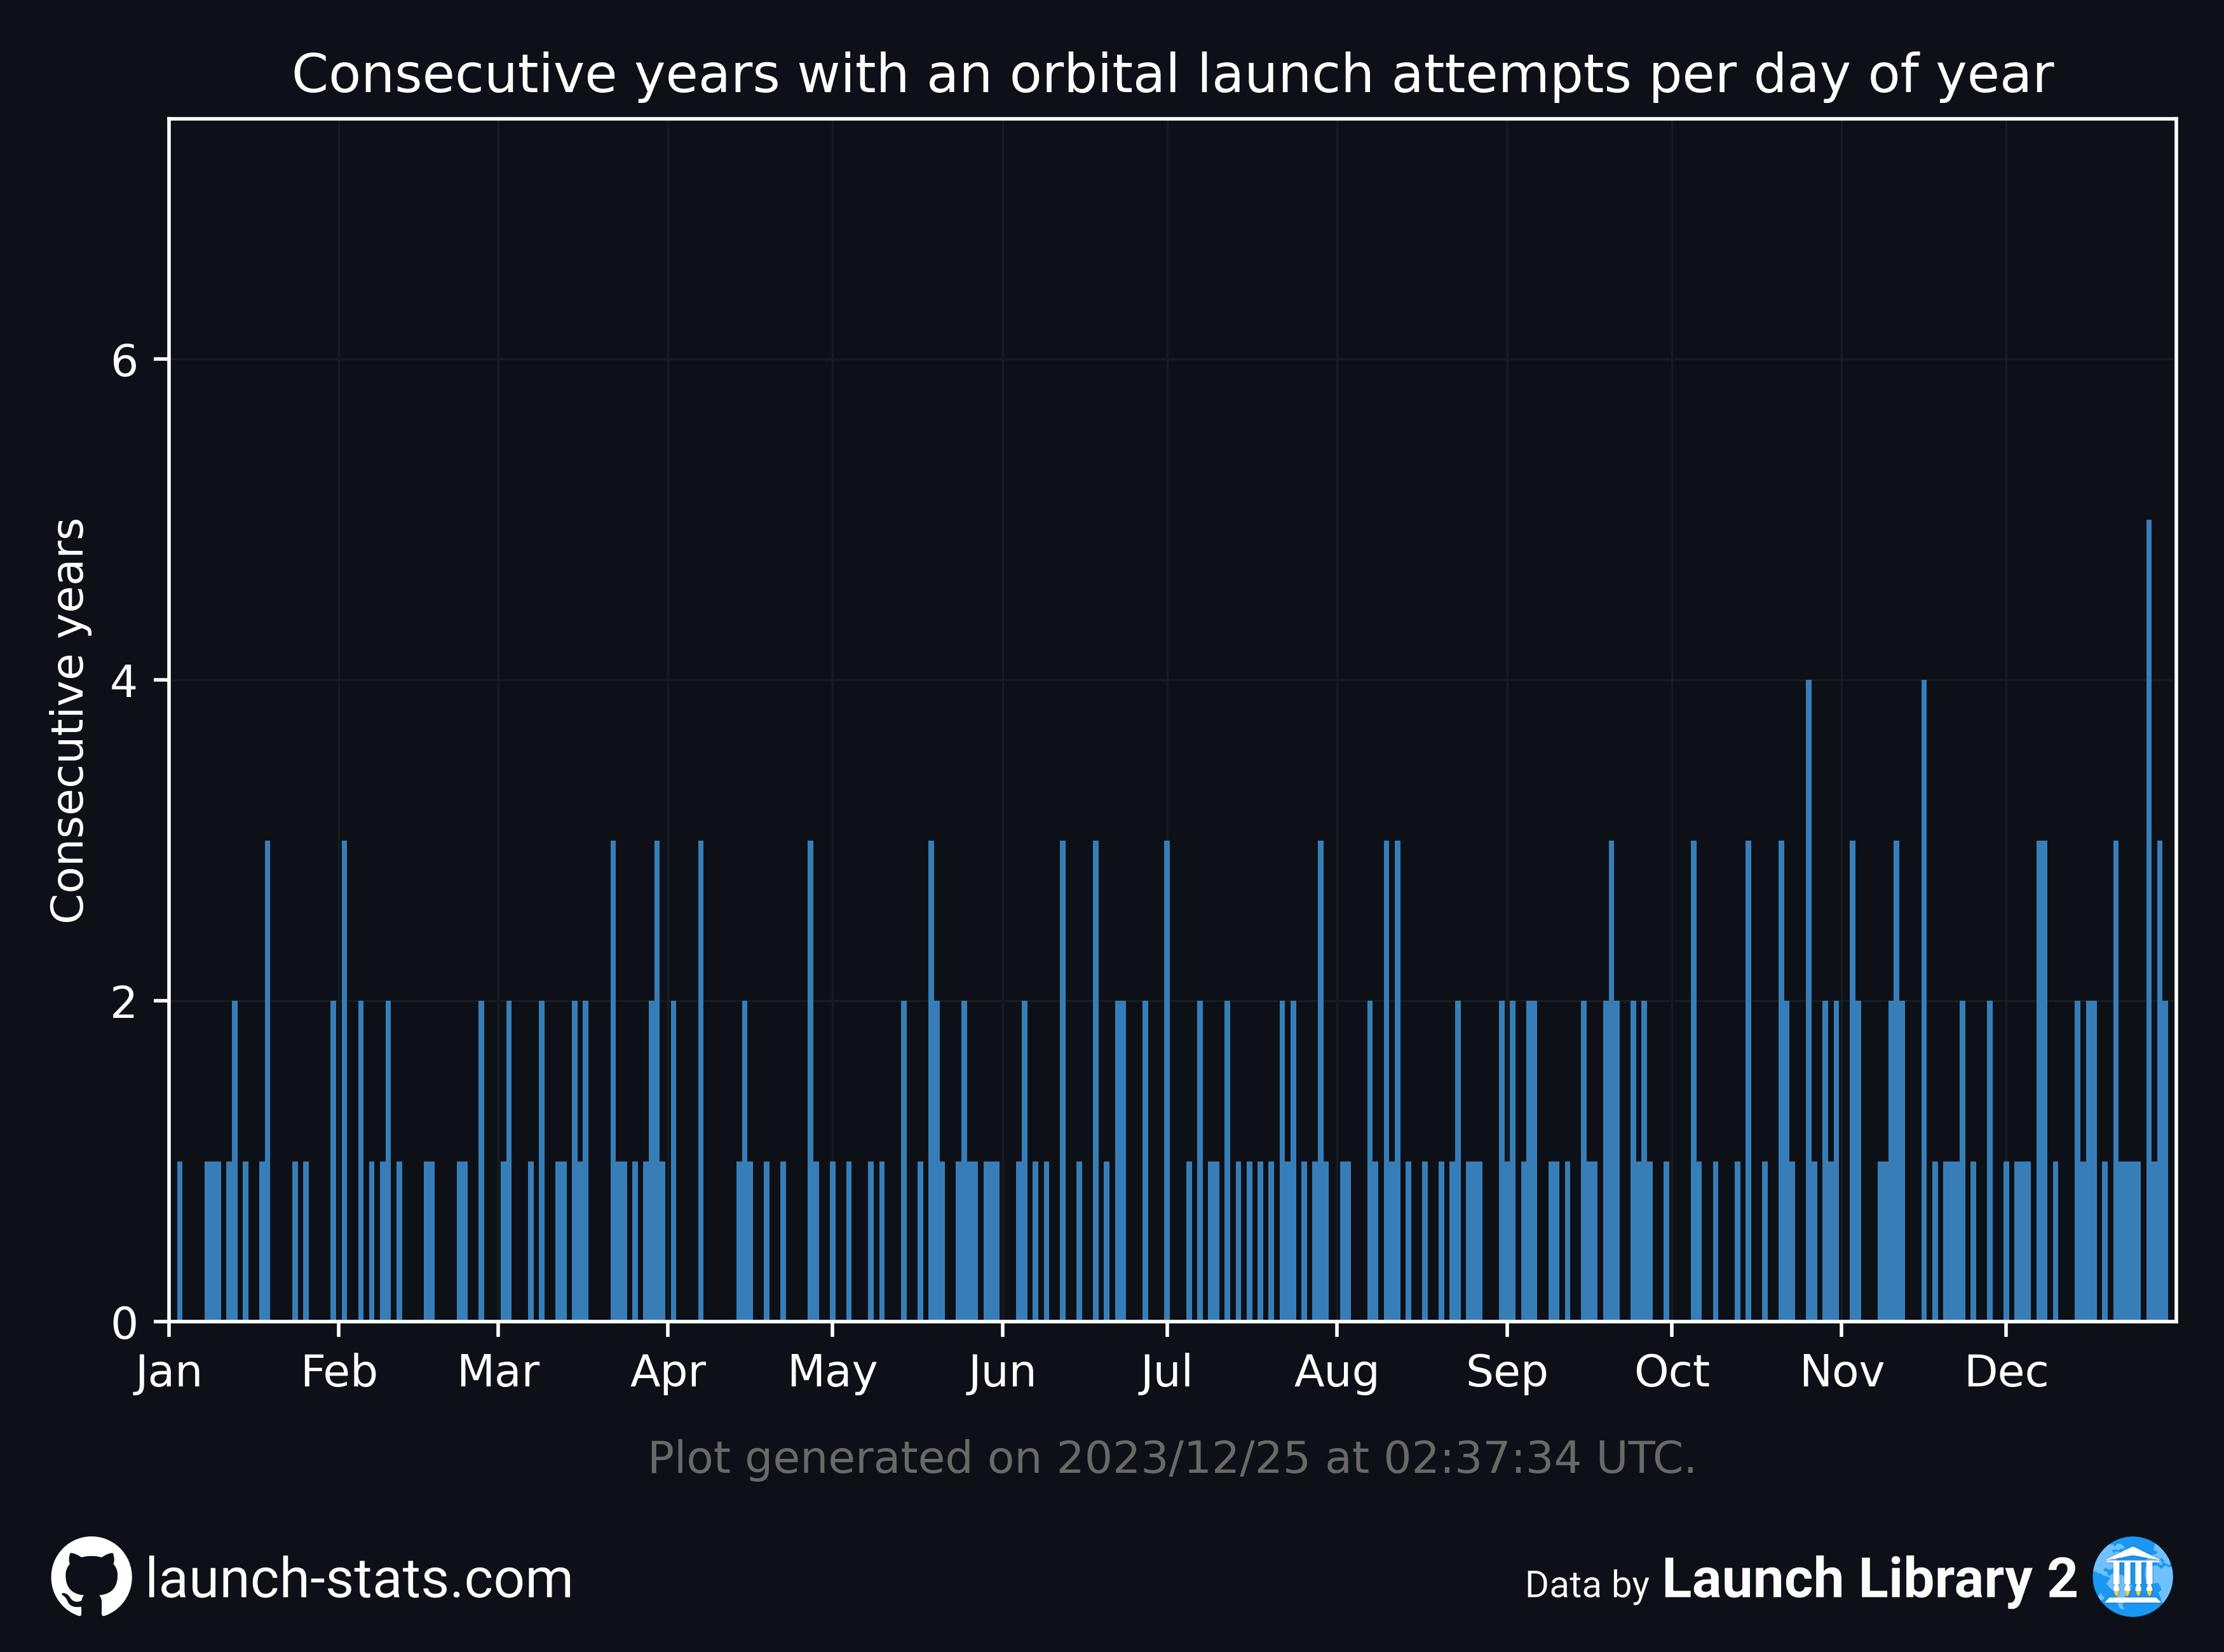 Consecutive years with an orbital launch attempts per day of year
Consecutive years
6
4
2
0
Jan Feb Mar Apr May Jun Jul Aug Sep Oct Nov Dec
Plot generated on 2023/12/25 at 02:37:34 UTC.
launch-stats.com
Data by Launch Library 2